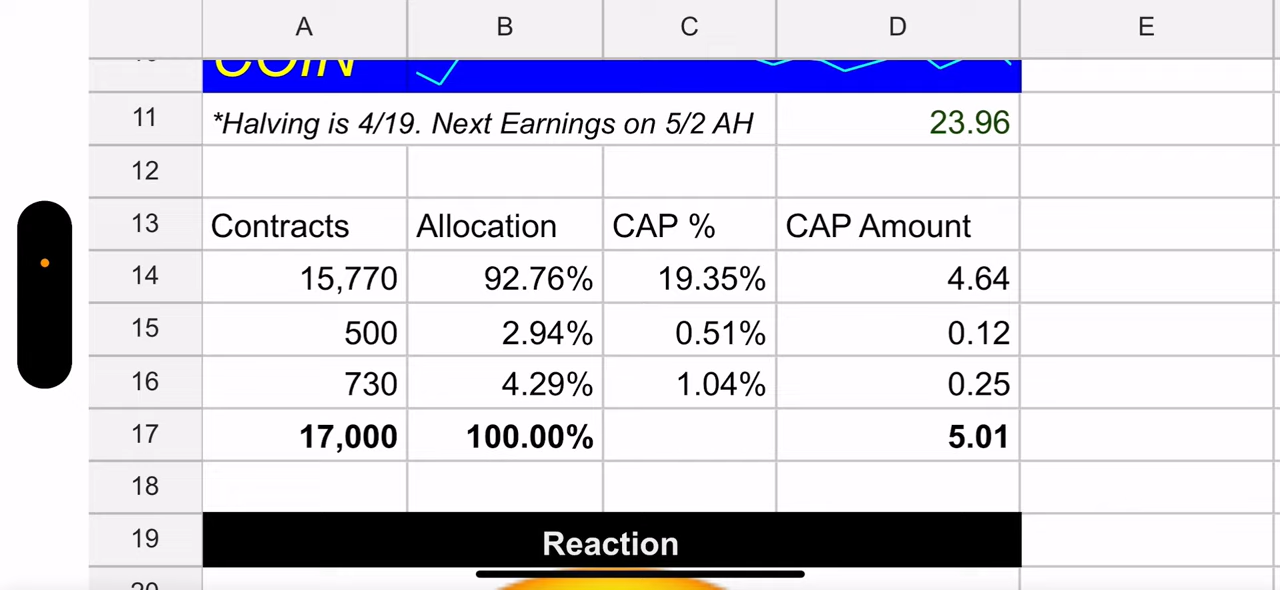 A B C D E
COIN
11 *Halving is 4/19. Next Earnings on 5/2 AH 23.96
12
13 Contracts Allocation CAP % CAP Amount
14 15,770 92.76% 19.35% 4.64
15 500 2.94% 0.51% 0.12
16 730 4.29% 1.04% 0.25
17 17,000 100.00% 5.01
18
19 Reaction
20